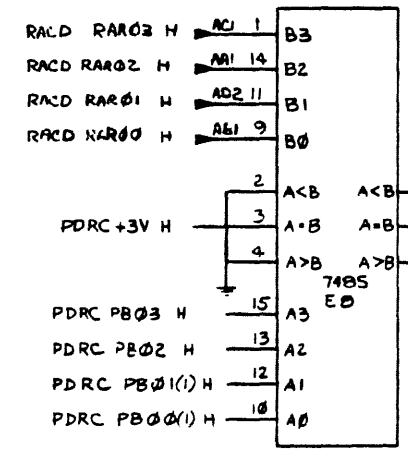 RACD RAR03 H AC1 1 B3
RACD RAR02 H AA1 14 B2
RACD RAR01 H AD2 11 B1
RACD RAR00 H AE1 9 B0
2 A<B A<B
PDRC +3V H 3 A=B A=B
4 A>B A>B
7485
E8
PDRC PB03 H 15 A3
PDRC PB02 H 13 A2
PDRC PB01(1) H 12 A1
PDRC PB00(1) H 10 A0